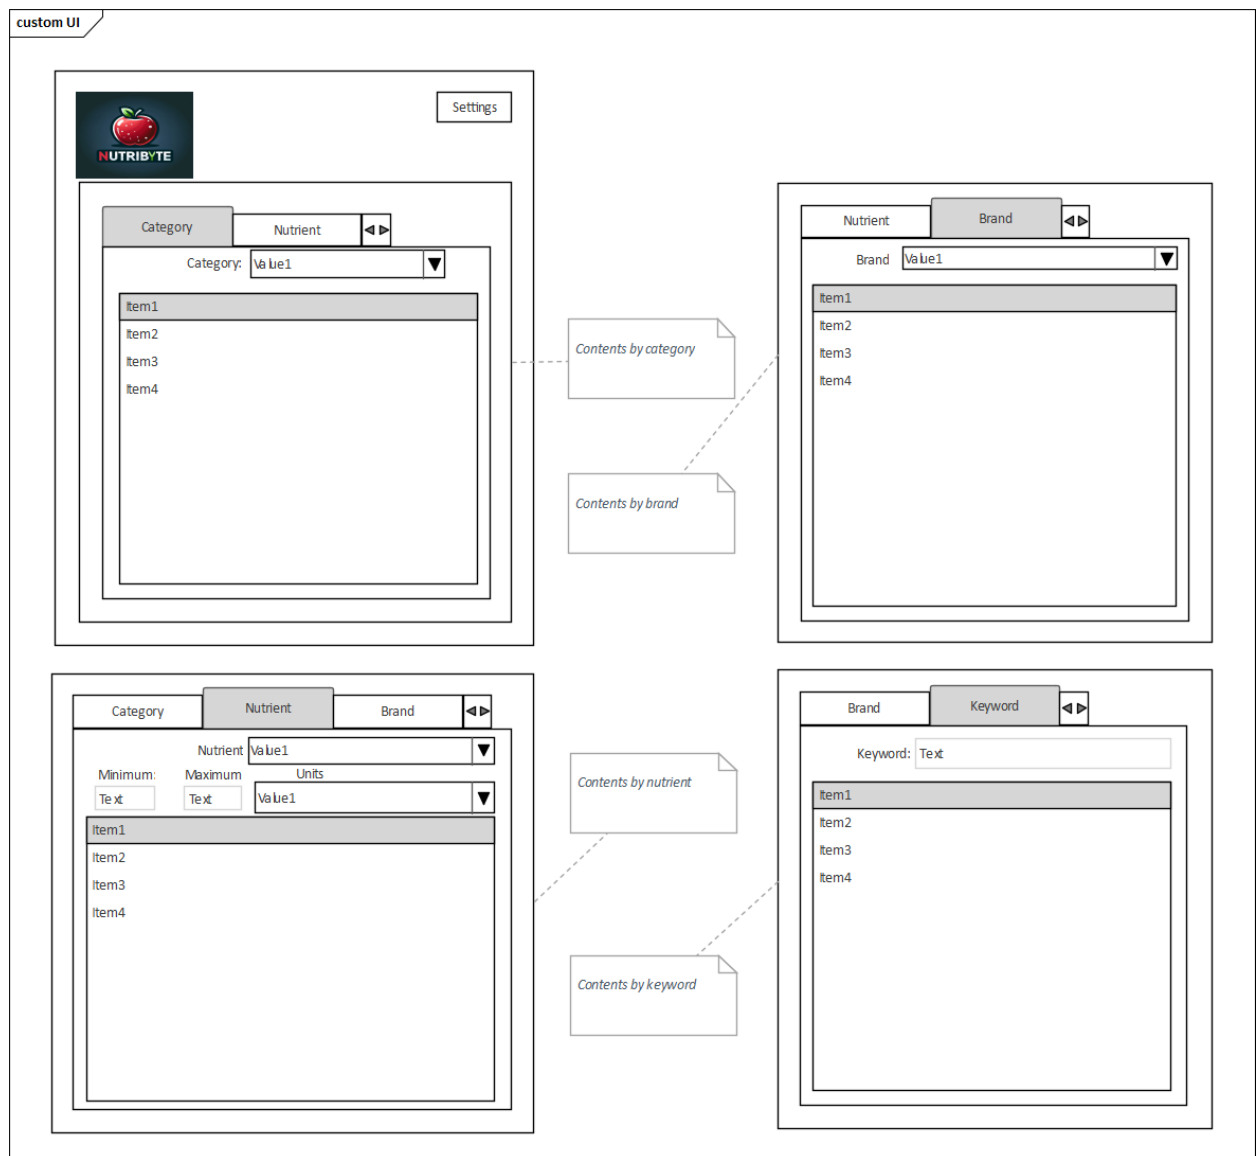 custom UI
NUTRIBYTE
Settings
Category
Nutrient
Category:
Value1
Item1
Item2
Item3
Item4
Contents by category
Contents by brand
Nutrient
Brand
Brand
Value1
Item1
Item2
Item3
Item4
Category
Nutrient
Brand
Nutrient
Value1
Minimum:
Maximum
Units
Text
Text
Value1
Item1
Item2
Item3
Item4
Contents by nutrient
Contents by keyword
Brand
Keyword
Keyword:
Text
Item1
Item2
Item3
Item4